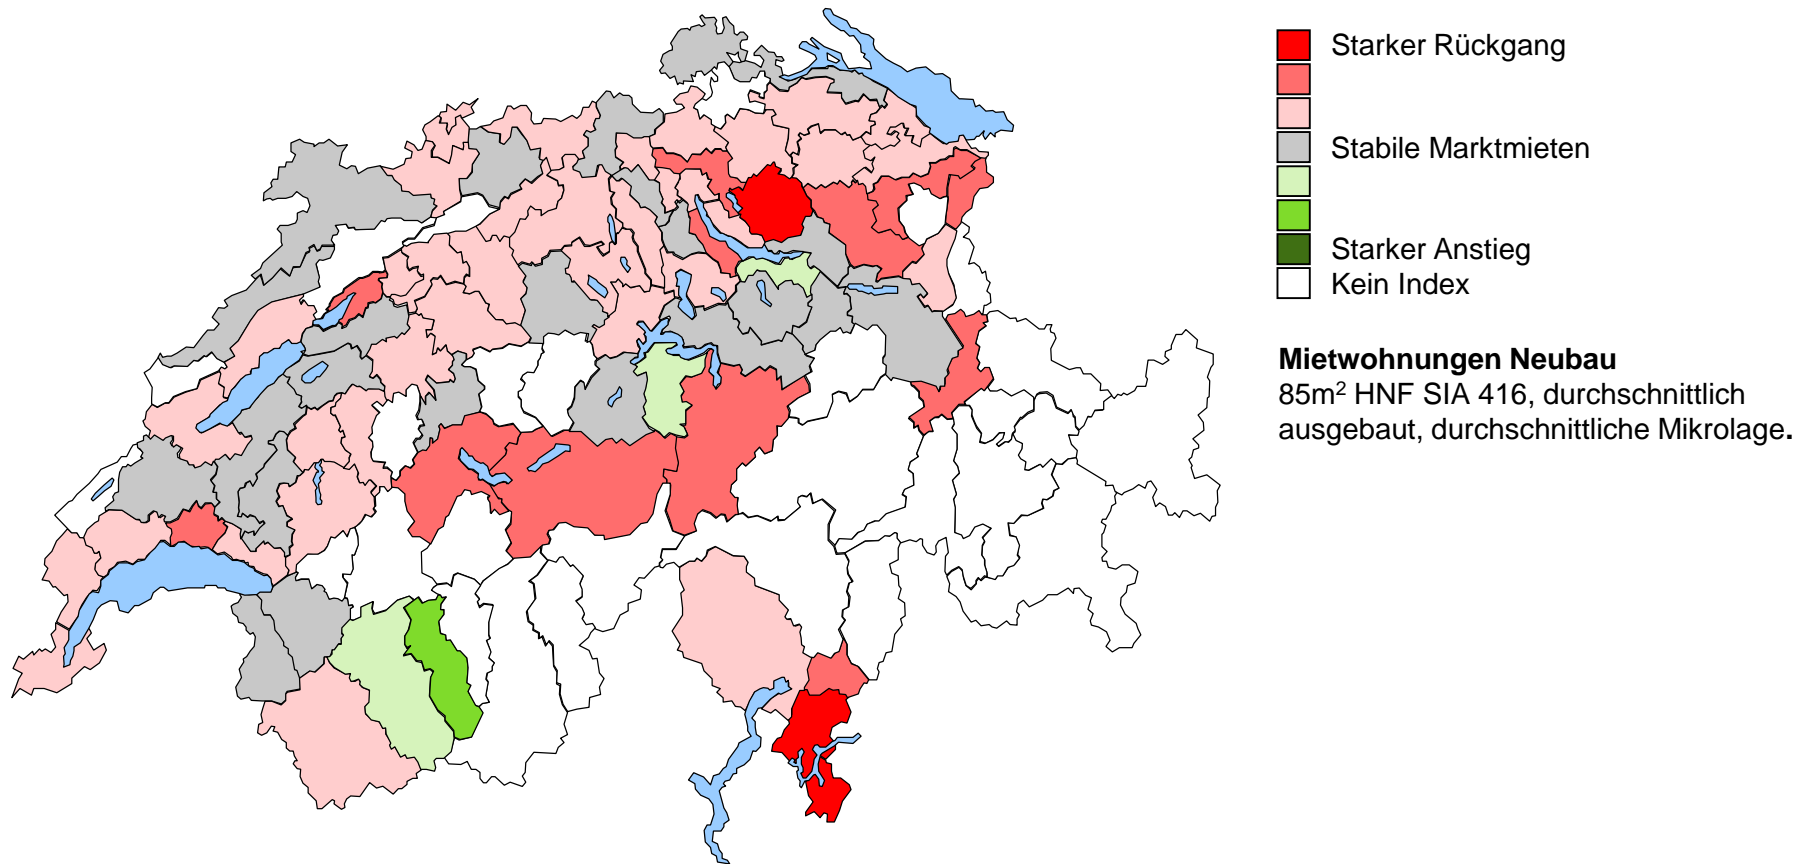 Starker Rückgang
Stabile Marktmieten
Starker Anstieg
Kein Index
Mietwohnungen Neubau
85m² HNF SIA 416, durchschnittlich
ausgebaut, durchschnittliche Mikrolage.